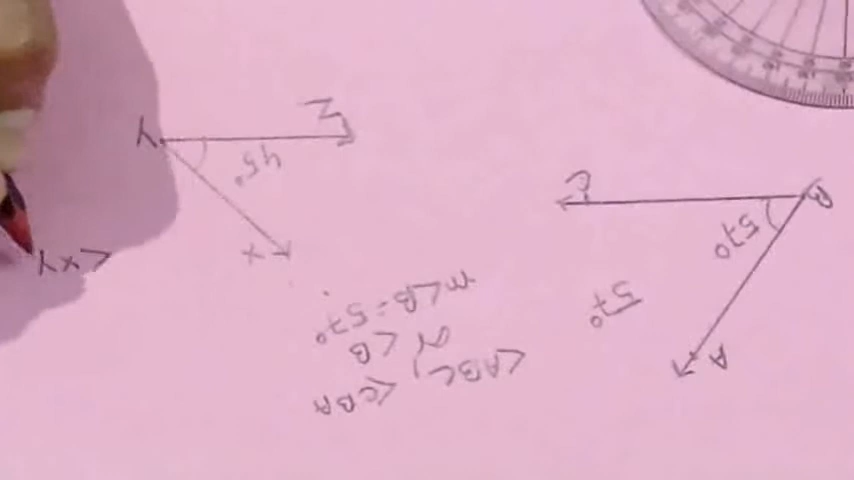 A
57°
B
C
57°
∠ABC, ∠CBA
or ∠B
m∠B = 57°
X
45°
Y
Z
∠XY